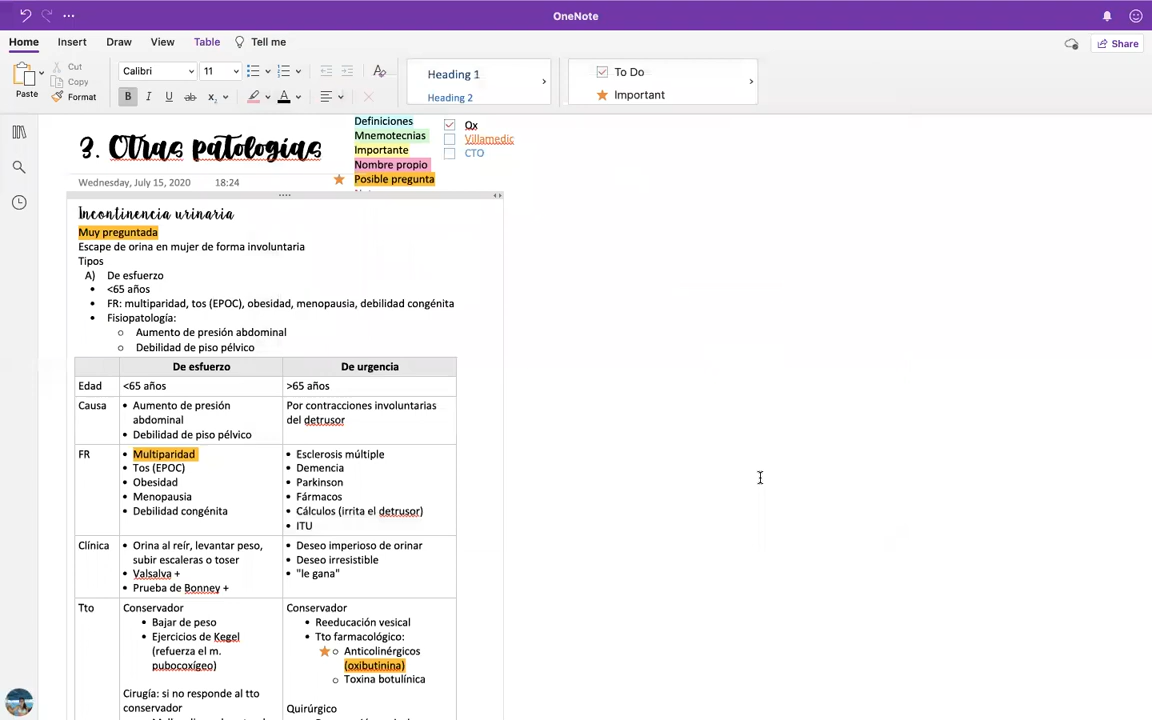 OneNote
Home Insert Draw View Table Tell me
Share
Paste
Cut
Copy
Format
Calibri 11
B I U ab x₂ A
Heading 1
Heading 2
To Do
Important
3. Otras patologías
Wednesday, July 15, 2020 18:24
Definiciones
Mnemotecnias
Importante
Nombre propio
Posible pregunta
Qx
Villamedic
CTO
Incontinencia urinaria
Muy preguntada
Escape de orina en mujer de forma involuntaria
Tipos
A) De esfuerzo
• <65 años
• FR: multiparidad, tos (EPOC), obesidad, menopausia, debilidad congénita
• Fisiopatología:
○ Aumento de presión abdominal
○ Debilidad de piso pélvico
De esfuerzo De urgencia
Edad <65 años >65 años
Causa
• Aumento de presión
abdominal
• Debilidad de piso pélvico
Por contracciones involuntarias
del detrusor
FR
• Multiparidad
• Tos (EPOC)
• Obesidad
• Menopausia
• Debilidad congénita
• Esclerosis múltiple
• Demencia
• Parkinson
• Fármacos
• Cálculos (irrita el detrusor)
• ITU
Clínica
• Orina al reír, levantar peso,
subir escaleras o toser
• Valsalva +
• Prueba de Bonney +
• Deseo imperioso de orinar
• Deseo irresistible
• "le gana"
Tto
Conservador
• Bajar de peso
• Ejercicios de Kegel
(refuerza el m.
pubocoxígeo)
Cirugía: si no responde al tto
conservador
Conservador
• Reeducación vesical
• Tto farmacológico:
○ Anticolinérgicos
(oxibutinina)
○ Toxina botulínica
Quirúrgico